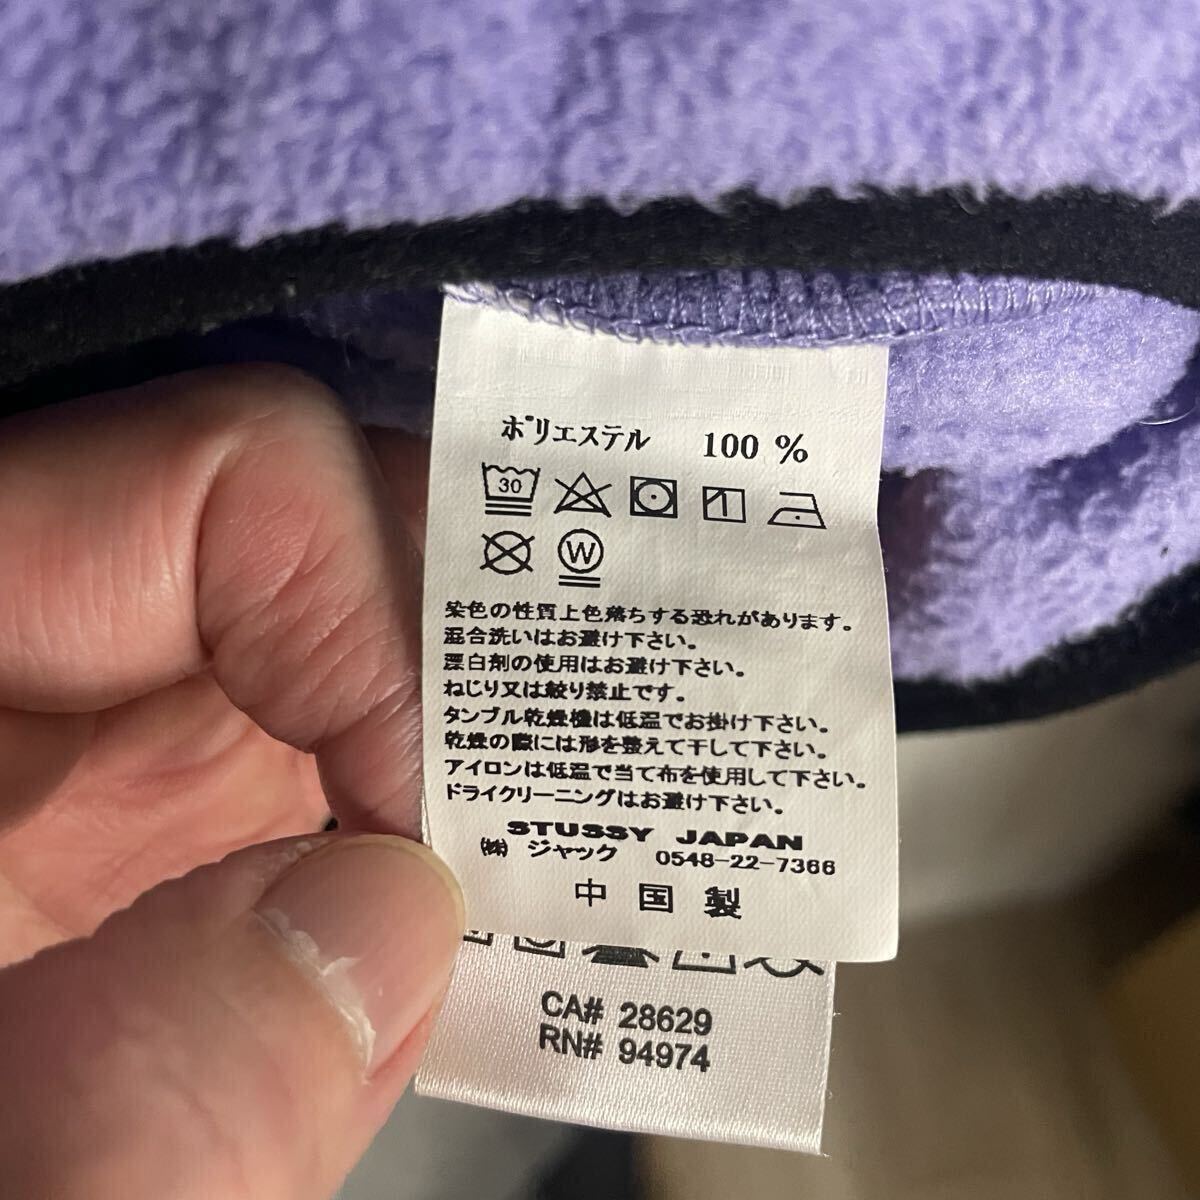 ポリエステル 100 %
30
W
染色の性質上色落ちする恐れがあります。
混合洗いはお避け下さい。
漂白剤の使用はお避け下さい。
ねじり又は絞り禁止です。
タンブル乾燥機は低温でお掛け下さい。
乾燥の際には形を整えて干して下さい。
アイロンは低温で当て布を使用して下さい。
ドライクリーニングはお避け下さい。
STUSSY JAPAN
㈱ ジャック 0548-22-7366
中国製
CA# 28629
RN# 94974